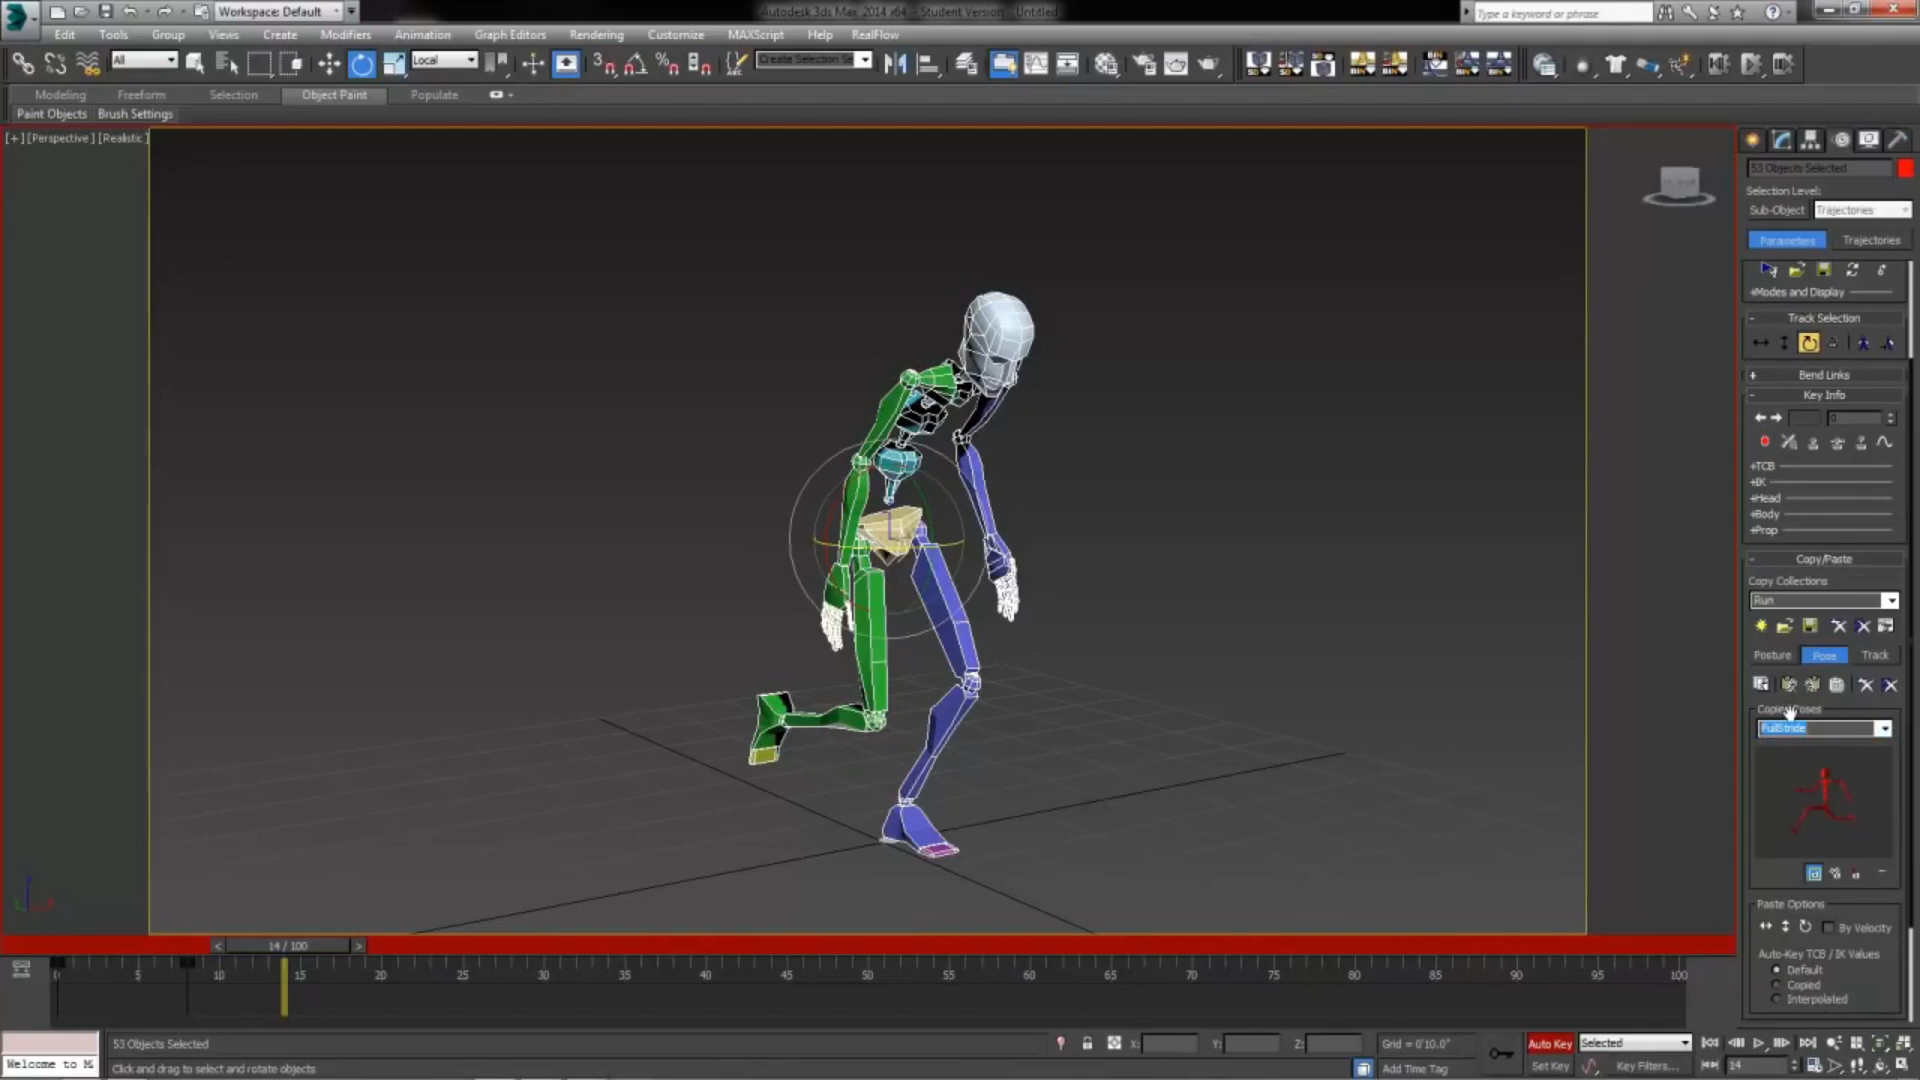 Workspace: Default
Autodesk 3ds Max 2014 x64 - Student Version - Untitled
Type a keyword or phrase
Edit Tools Group Views Create Modifiers Animation Graph Editors Rendering Customize MAXScript Help RealFlow
All
Local
Create Selection Se
Modeling Freeform Selection Object Paint Populate
Paint Objects Brush Settings
[+] [Perspective] [Realistic]
53 Objects Selected
Selection Level:
Sub-Object Trajectories
Parameters Trajectories
+Modes and Display
- Track Selection
+ Bend Links
- Key Info
0
+TCB
+IK
+Head
+Body
+Prop
- Copy/Paste
Copy Collections
Run
Posture Pose Track
Copied Poses
FullStride
Paste Options
By Velocity
Auto-Key TCB / IK Values
Default
Copied
Interpolated
< 14 / 100 >
0 5 10 15 20 25 30 35 40 45 50 55 60 65 70 75 80 85 90 95 100
53 Objects Selected
X: Y: Z: Grid = 0'10.0"
Auto Key Selected
Welcome to M
Click and drag to select and rotate objects
Add Time Tag
Set Key Key Filters... 14